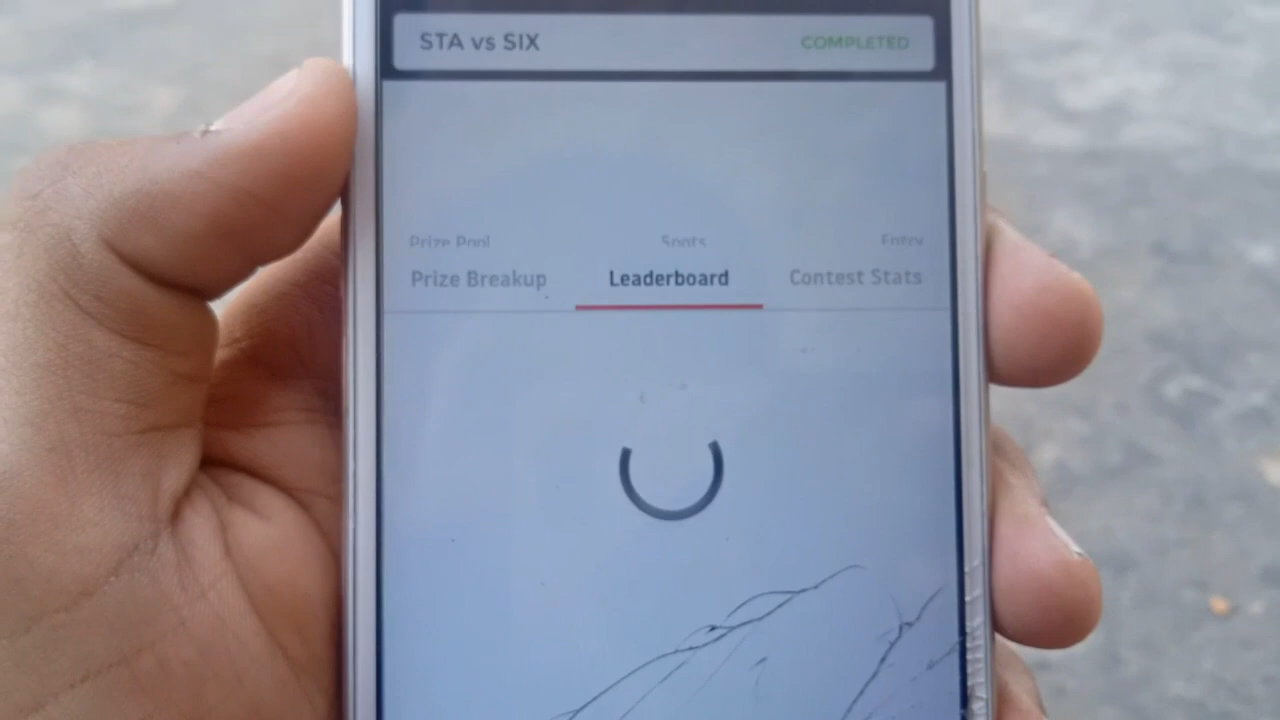 STA vs SIX COMPLETED
Prize Pool Spots Entry
Prize Breakup Leaderboard Contest Stats